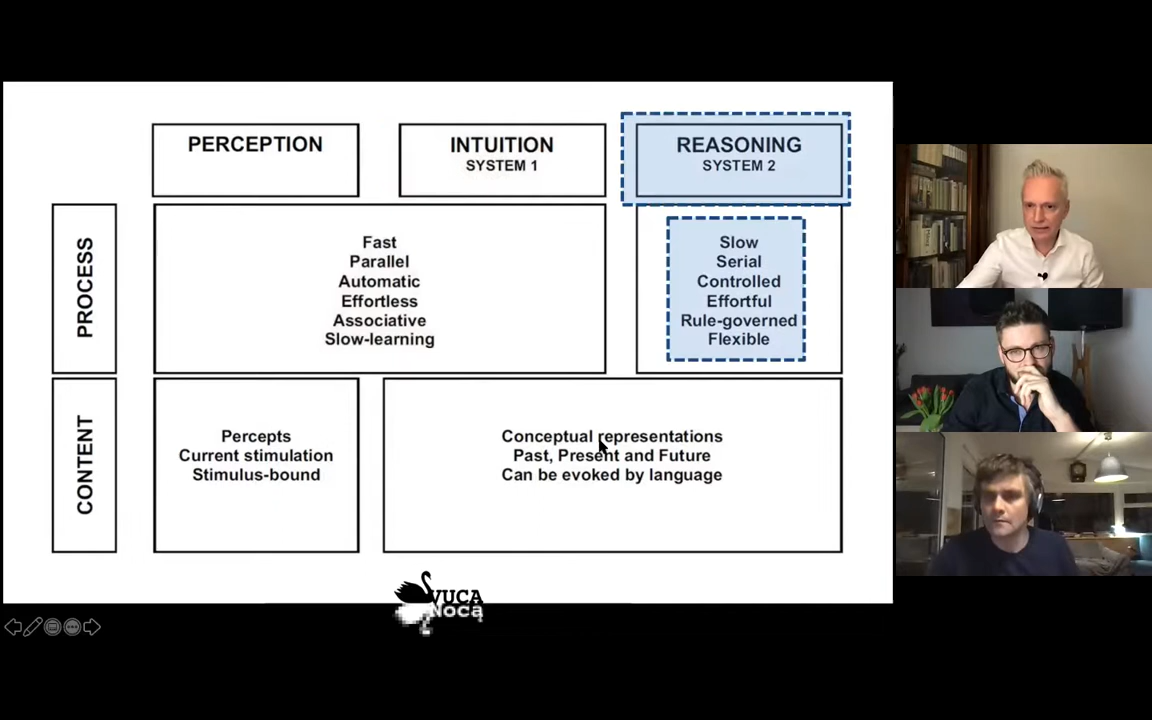 PERCEPTION
INTUITION
SYSTEM 1
REASONING
SYSTEM 2
PROCESS
Fast
Parallel
Automatic
Effortless
Associative
Slow-learning
Slow
Serial
Controlled
Effortful
Rule-governed
Flexible
CONTENT
Percepts
Current stimulation
Stimulus-bound
Conceptual representations
Past, Present and Future
Can be evoked by language
VUCA
Nocą